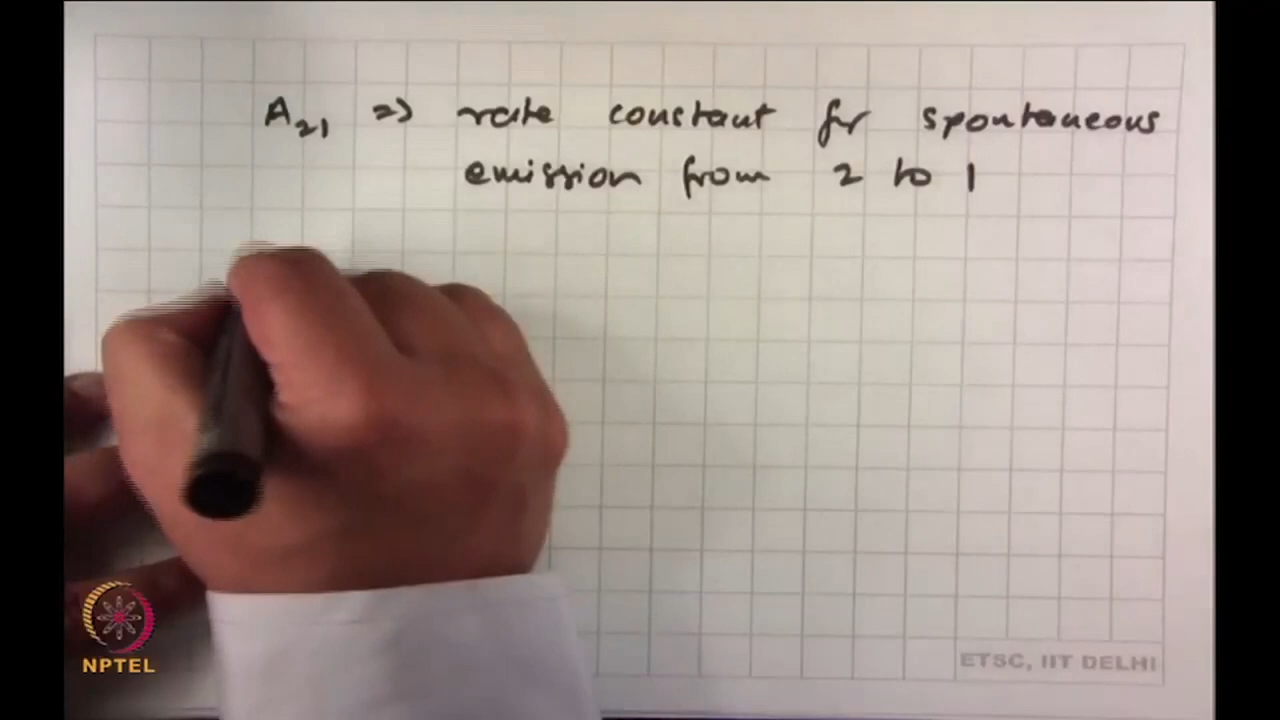 A₂₁ => rate constant for spontaneous
emission from 2 to 1
NPTEL
ETSC, IIT DELHI